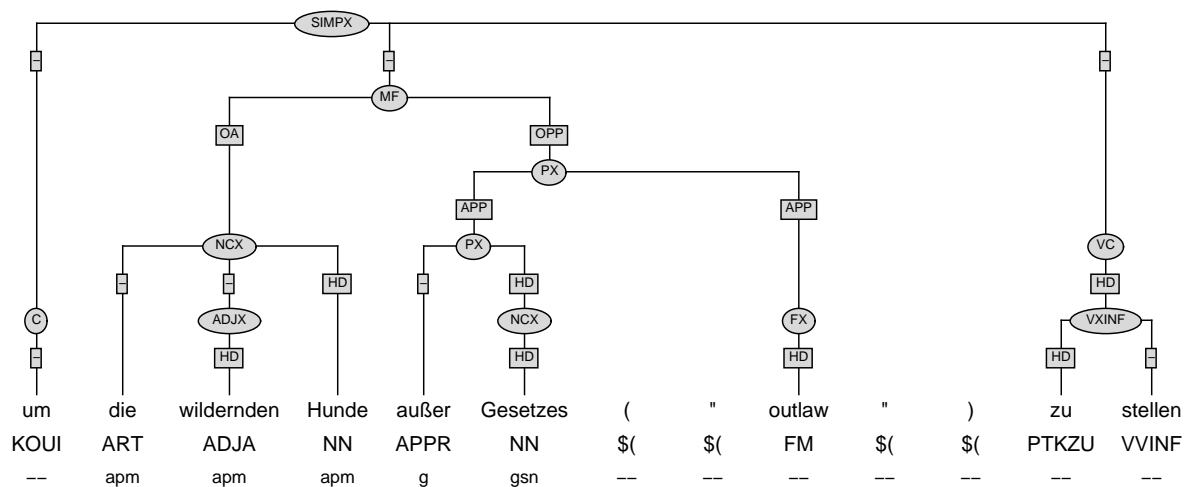 SIMPX
– – –
MF
OA OPP
PX
APP APP
NCX PX VC
– – HD – HD HD
C ADJX NCX FX VXINF
– HD HD HD HD –
um die wildernden Hunde außer Gesetzes ( " outlaw " ) zu stellen
KOUI ART ADJA NN APPR NN $( $( FM $( $( PTKZU VVINF
–– apm apm apm g gsn –– –– –– –– –– –– ––